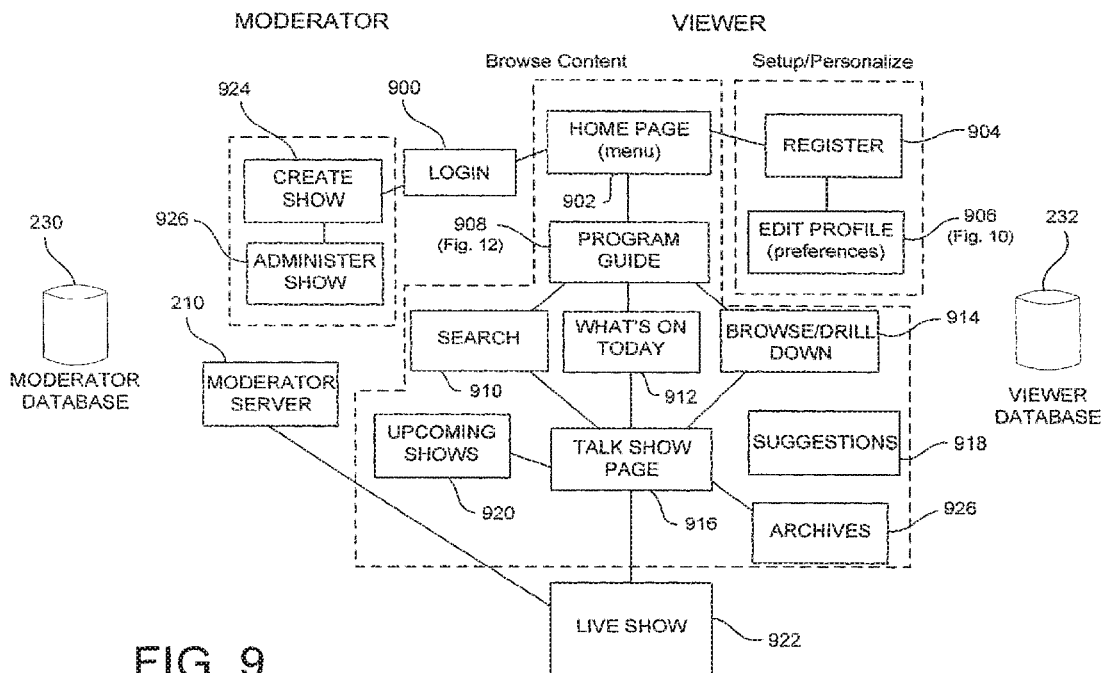 MODERATOR
VIEWER
Browse Content
Setup/Personalize
924
900
HOME PAGE
(menu)
REGISTER
904
CREATE
SHOW
LOGIN
902
926
ADMINISTER
SHOW
908
(Fig. 12)
PROGRAM
GUIDE
EDIT PROFILE
(preferences)
906
(Fig. 10)
230
232
210
SEARCH
WHAT'S ON
TODAY
BROWSE/DRILL
DOWN
914
MODERATOR
DATABASE
MODERATOR
SERVER
910
912
VIEWER
DATABASE
UPCOMING
SHOWS
TALK SHOW
PAGE
SUGGESTIONS
918
920
916
ARCHIVES
926
LIVE SHOW
922
FIG. 9